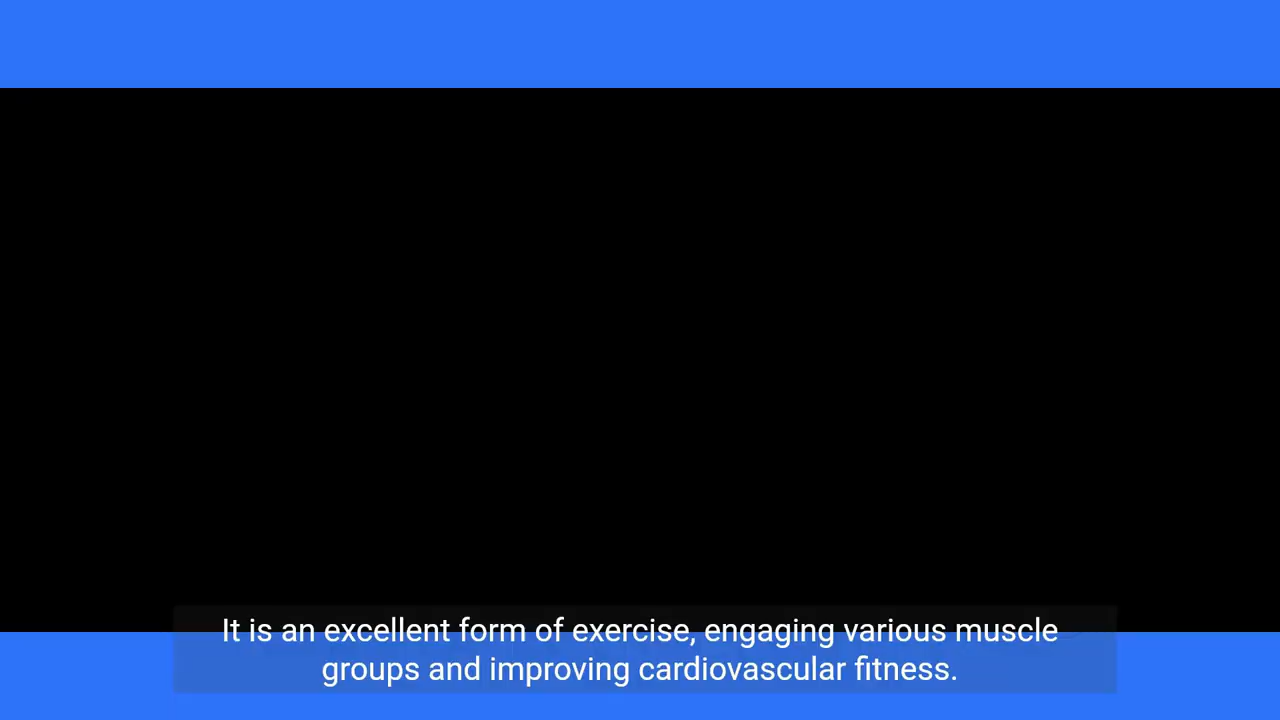 It is an excellent form of exercise, engaging various muscle
groups and improving cardiovascular fitness.